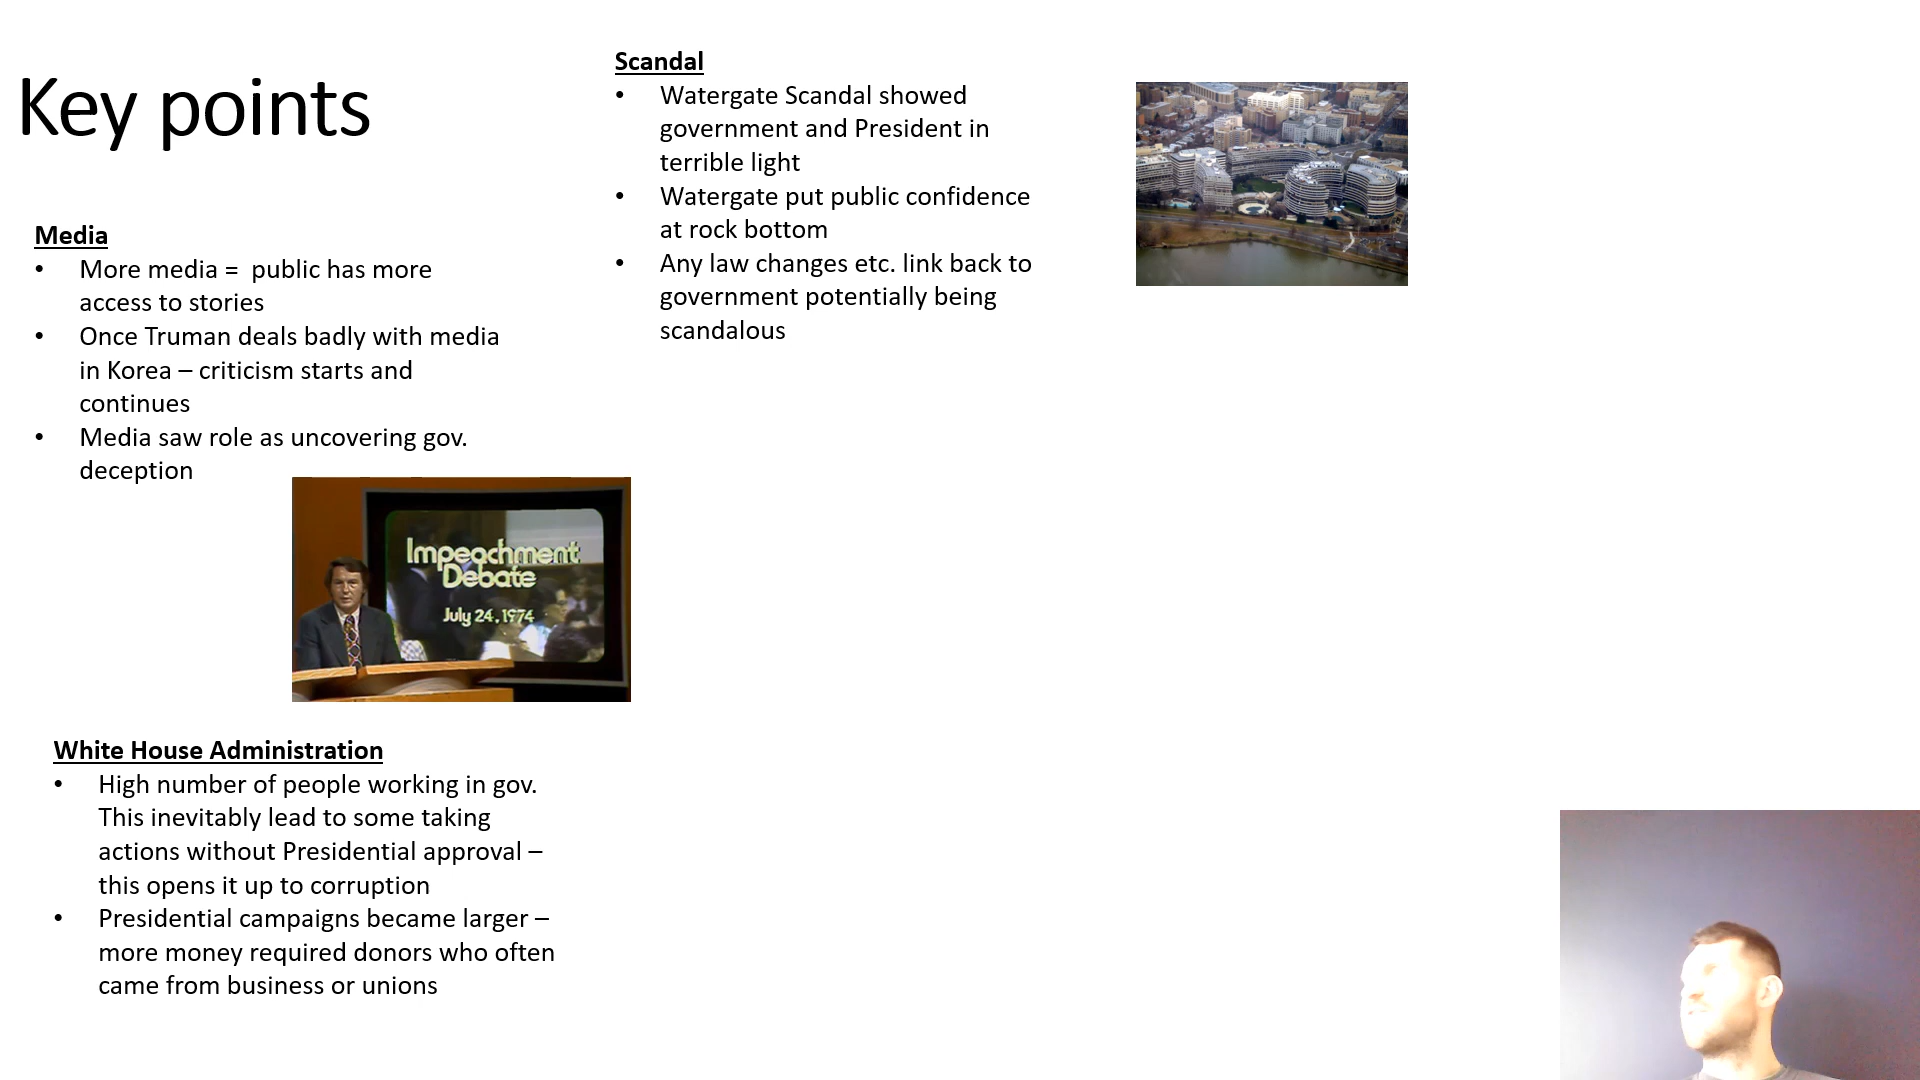 Key points
Media
• More media =  public has more
access to stories
• Once Truman deals badly with media
in Korea – criticism starts and
continues
• Media saw role as uncovering gov.
deception
Impeachment
Debate
July 24, 1974
White House Administration
• High number of people working in gov.
This inevitably lead to some taking
actions without Presidential approval –
this opens it up to corruption
• Presidential campaigns became larger –
more money required donors who often
came from business or unions
Scandal
• Watergate Scandal showed
government and President in
terrible light
• Watergate put public confidence
at rock bottom
• Any law changes etc. link back to
government potentially being
scandalous